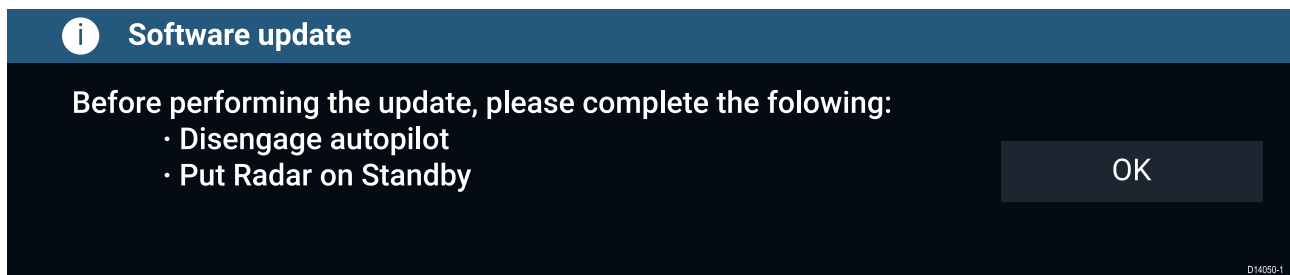 i Software update
Before performing the update, please complete the folowing:
· Disengage autopilot
· Put Radar on Standby
OK
D14050-1